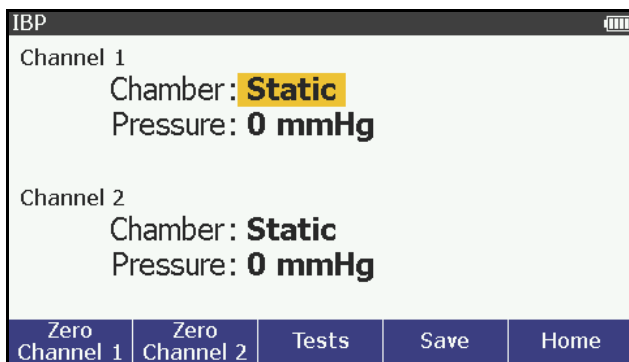 IBP
Channel 1
Chamber: Static
Pressure: 0 mmHg
Channel 2
Chamber: Static
Pressure: 0 mmHg
Zero Channel 1
Zero Channel 2
Tests
Save
Home